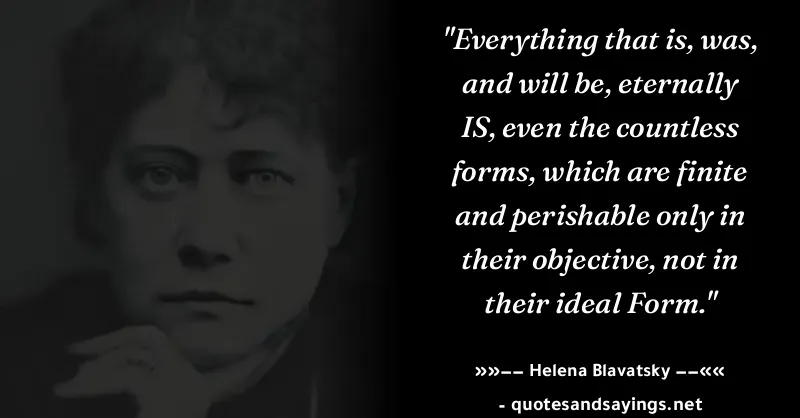 "Everything that is, was,
and will be, eternally
IS, even the countless
forms, which are finite
and perishable only in
their objective, not in
their ideal Form."
»»—— Helena Blavatsky ——««
- quotesandsayings.net